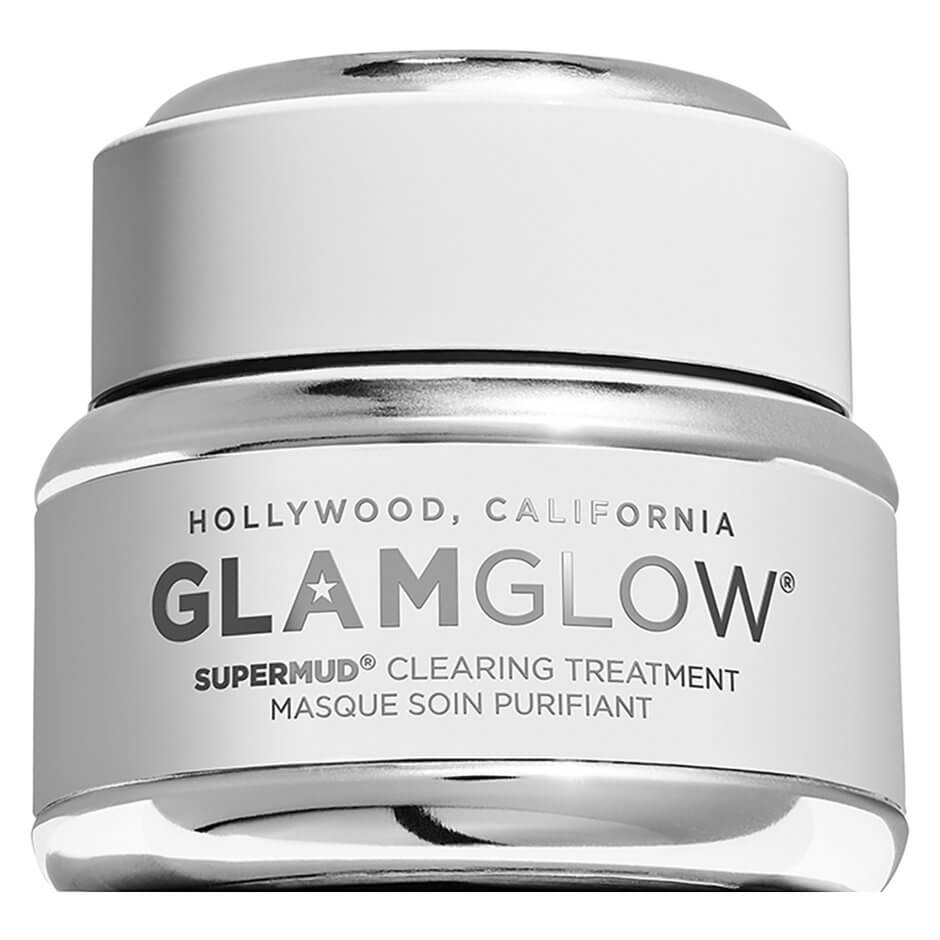 HOLLYWOOD, CALIFORNIA
GLAMGLOW®
SUPERMUD® CLEARING TREATMENT
MASQUE SOIN PURIFIANT